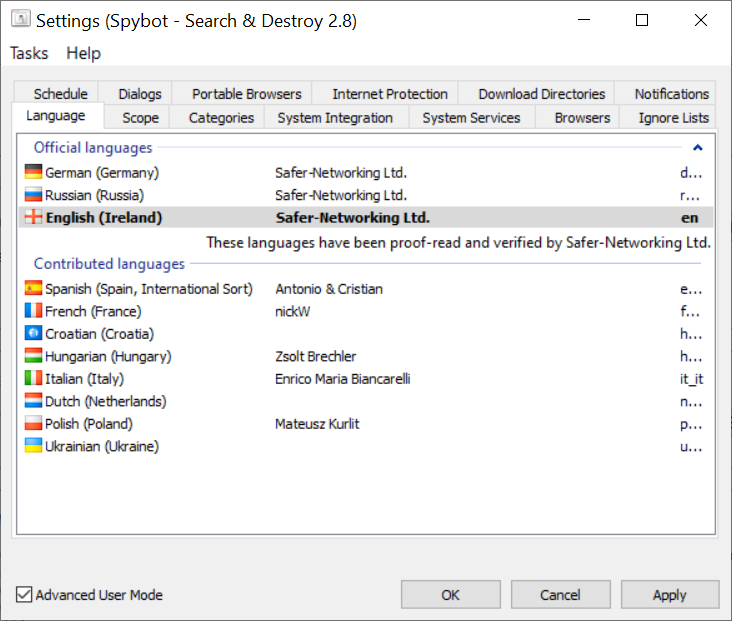 Settings (Spybot - Search & Destroy 2.8)
Tasks Help
Schedule Dialogs Portable Browsers Internet Protection Download Directories Notifications
Language Scope Categories System Integration System Services Browsers Ignore Lists
Official languages
German (Germany) Safer-Networking Ltd. d...
Russian (Russia) Safer-Networking Ltd. r...
English (Ireland) Safer-Networking Ltd. en
These languages have been proof-read and verified by Safer-Networking Ltd.
Contributed languages
Spanish (Spain, International Sort) Antonio & Cristian e...
French (France) nickW f...
Croatian (Croatia) h...
Hungarian (Hungary) Zsolt Brechler h...
Italian (Italy) Enrico Maria Biancarelli it_it
Dutch (Netherlands) n...
Polish (Poland) Mateusz Kurlit p...
Ukrainian (Ukraine) u...
Advanced User Mode OK Cancel Apply